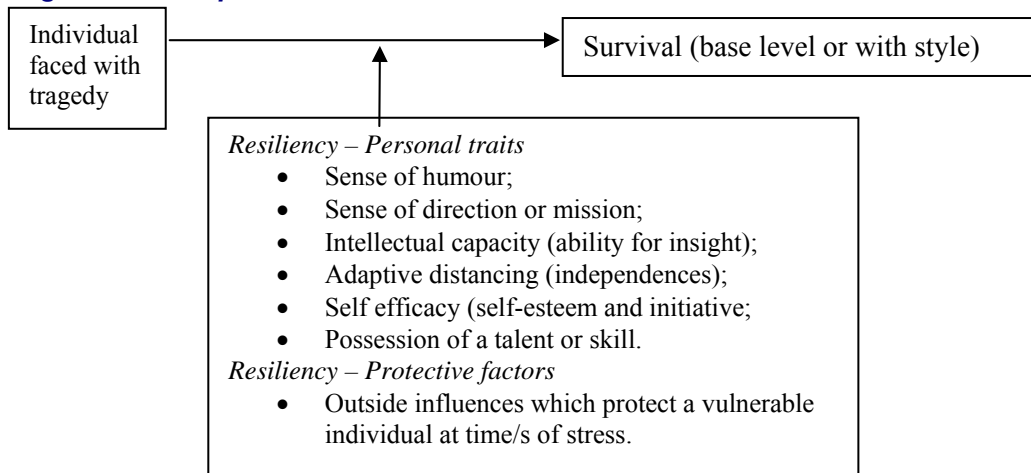 Individual
faced with
tragedy
Survival (base level or with style)
Resiliency – Personal traits
• Sense of humour;
• Sense of direction or mission;
• Intellectual capacity (ability for insight);
• Adaptive distancing (independences);
• Self efficacy (self-esteem and initiative;
• Possession of a talent or skill.
Resiliency – Protective factors
• Outside influences which protect a vulnerable
individual at time/s of stress.